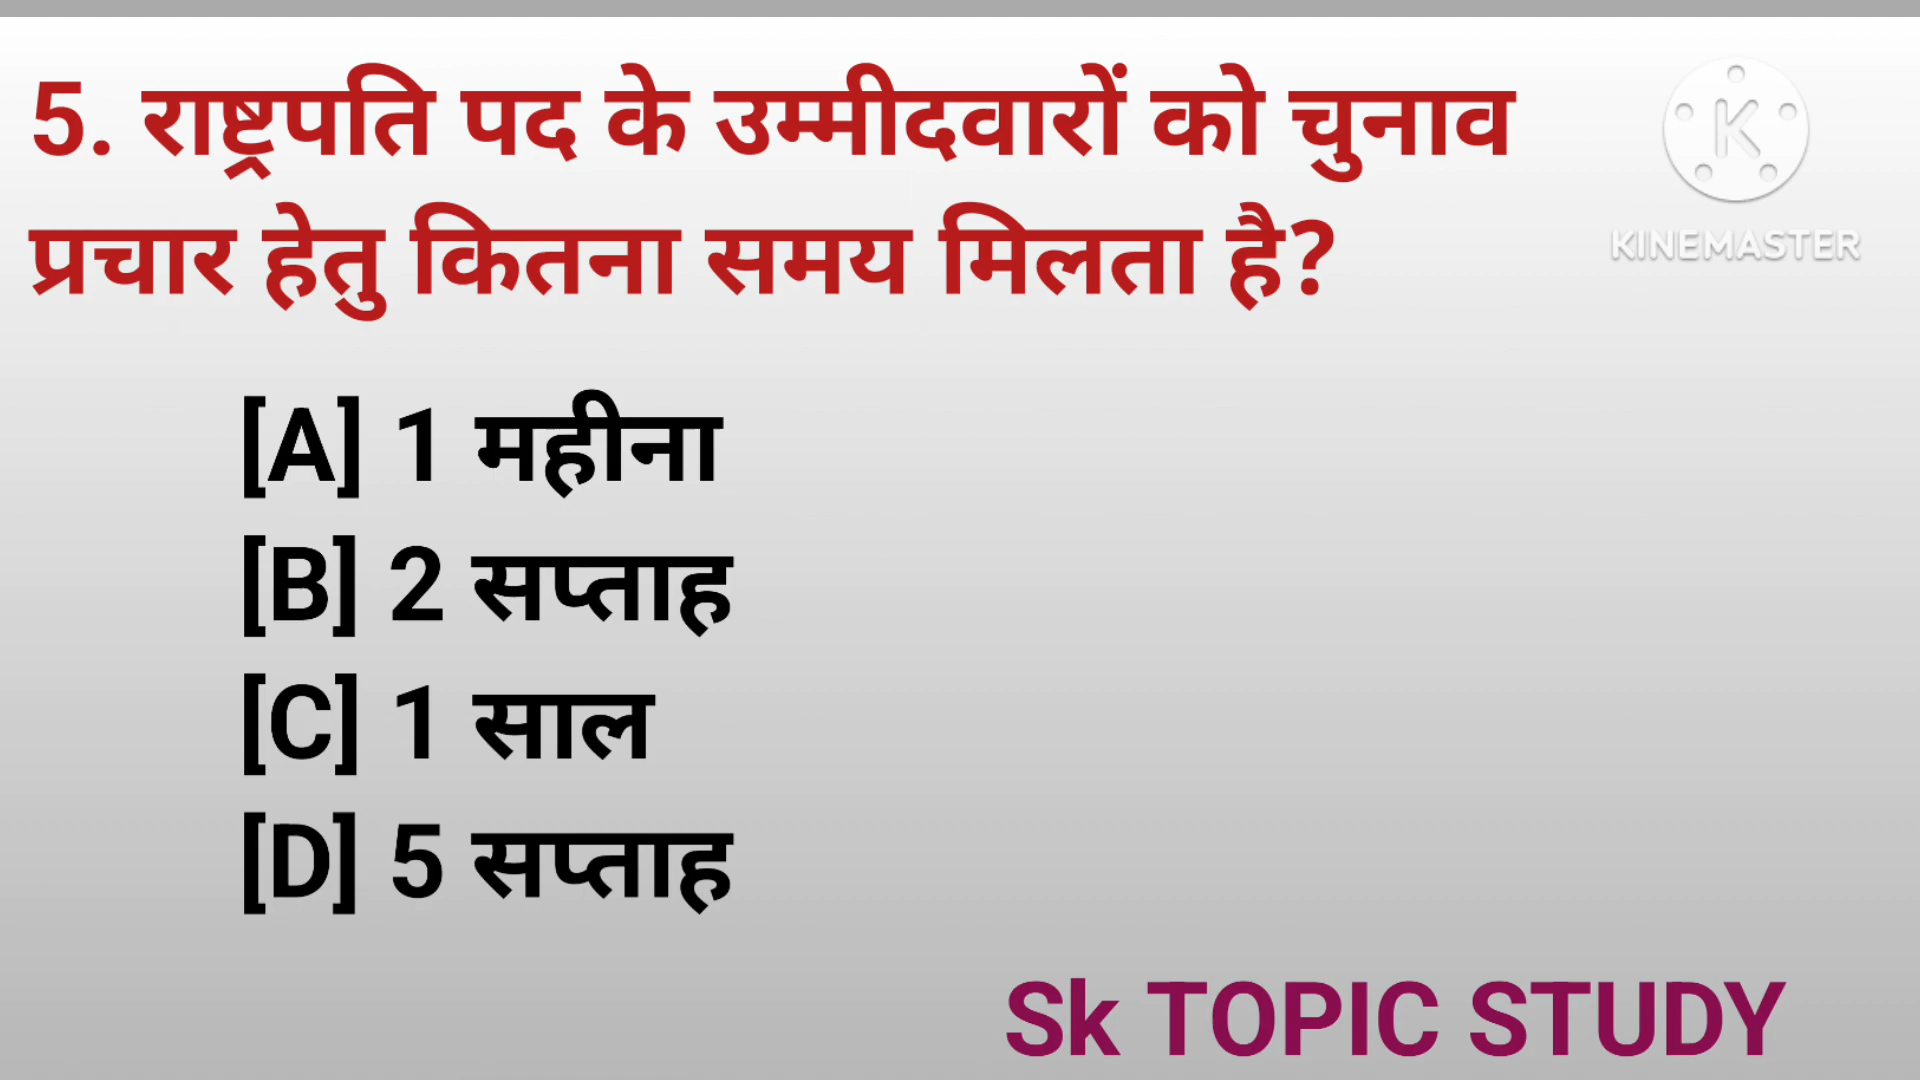 5. राष्ट्रपति पद के उम्मीदवारों को चुनाव
प्रचार हेतु कितना समय मिलता है?
KINEMASTER
[A] 1 महीना
[B] 2 सप्ताह
[C] 1 साल
[D] 5 सप्ताह
Sk TOPIC STUDY